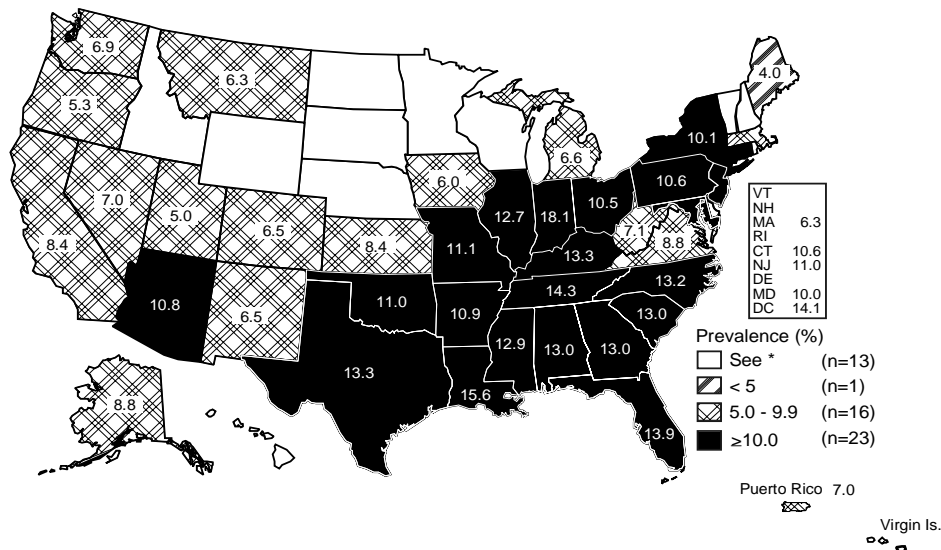 6.9
6.3
4.0
5.3
10.1
6.6
6.0
10.6
7.0
5.0
10.5
12.7
18.1
6.5
7.1
8.4
8.4
8.8
11.1
13.3
10.8
13.2
14.3
11.0
6.5
10.9
13.0
12.9
13.0
13.0
13.3
15.6
8.8
13.9
VT
NH
MA 6.3
RI
CT 10.6
NJ 11.0
DE
MD 10.0
DC 14.1
Prevalence (%)
See * (n=13)
< 5 (n=1)
5.0 - 9.9 (n=16)
≥10.0 (n=23)
Puerto Rico 7.0
Virgin Is.